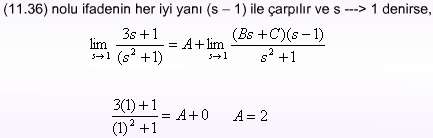 (11.36) nolu ifadenin her iyi yanı (s – 1) ile çarpılır ve s ---> 1 denirse,
lim s→1 3s+1 / (s² +1) = A + lim s→1 (Bs+C)(s−1) / s² +1
3(1)+1 / (1)² +1 = A+0 A=2